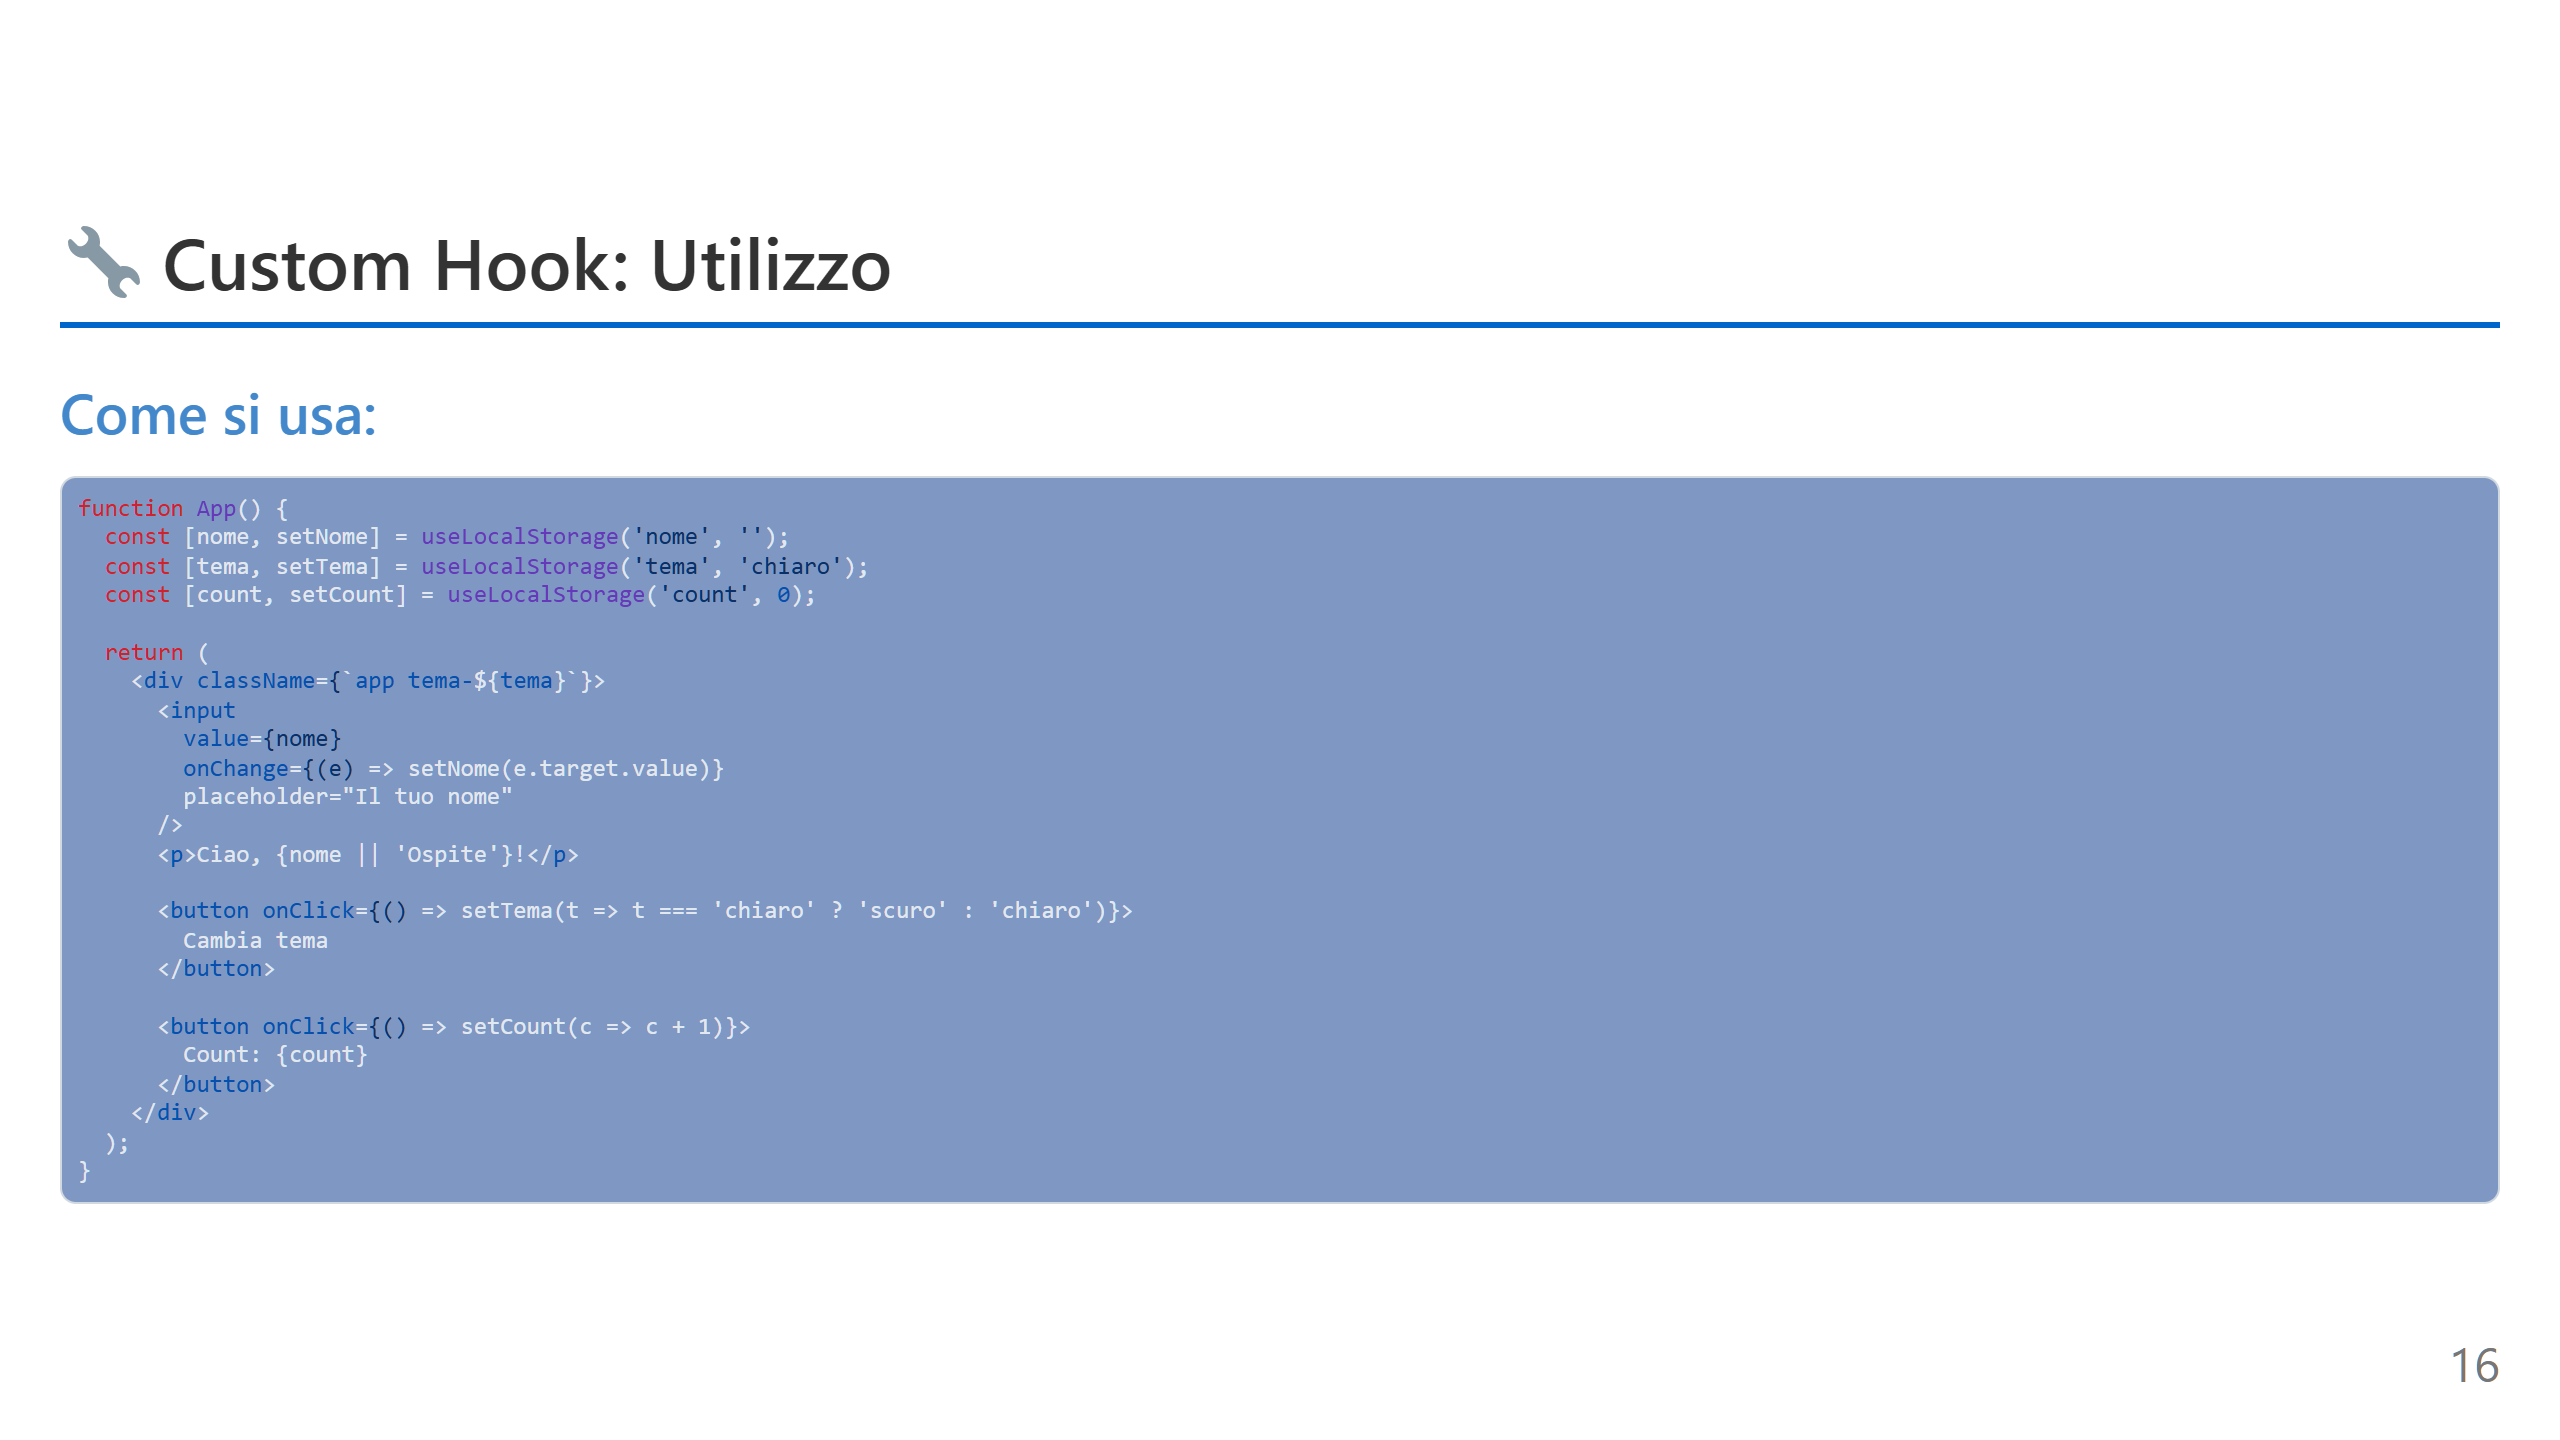 🔧 Custom Hook: Utilizzo
Come si usa:
function App() {
  const [nome, setNome] = useLocalStorage('nome', '');
  const [tema, setTema] = useLocalStorage('tema', 'chiaro');
  const [count, setCount] = useLocalStorage('count', 0);

  return (
    <div className={`app tema-${tema}`}>
      <input
        value={nome}
        onChange={(e) => setNome(e.target.value)}
        placeholder="Il tuo nome"
      />
      <p>Ciao, {nome || 'Ospite'}!</p>

      <button onClick={() => setTema(t => t === 'chiaro' ? 'scuro' : 'chiaro')}>
        Cambia tema
      </button>

      <button onClick={() => setCount(c => c + 1)}>
        Count: {count}
      </button>
    </div>
  );
}
16